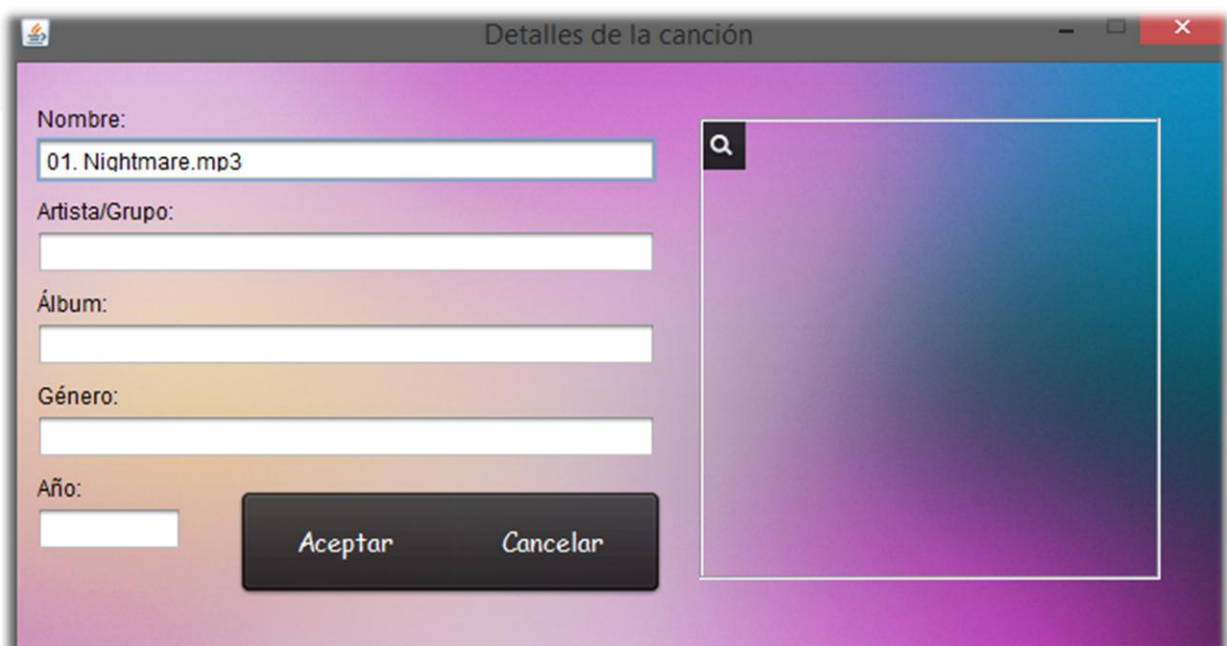 Detalles de la canción
Nombre:
01. Nightmare.mp3
Artista/Grupo:
Álbum:
Género:
Año:
Aceptar
Cancelar